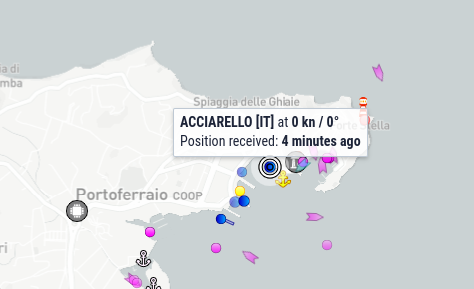 Spiaggia delle Ghiaie
ACCIARELLO [IT] at 0 kn / 0°
Position received: 4 minutes ago
ia di
mba
Stella
Portoferraio COOP
ri